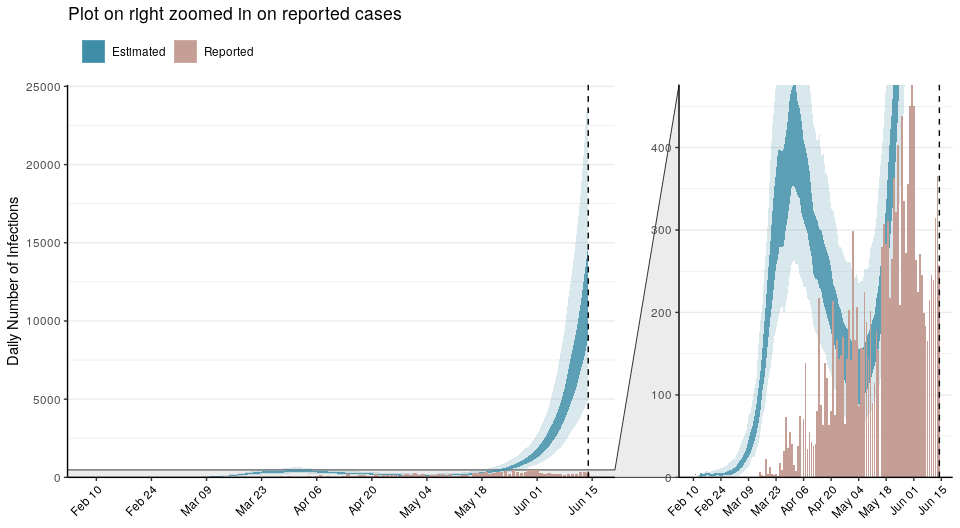 Plot on right zoomed in on reported cases
Estimated Reported
Daily Number of Infections
25000
20000
15000
10000
5000
0
Feb 10 Feb 24 Mar 09 Mar 23 Apr 06 Apr 20 May 04 May 18 Jun 01 Jun 15
400
300
200
100
0
Feb 10 Feb 24 Mar 09 Mar 23 Apr 06 Apr 20 May 04 May 18 Jun 01 Jun 15